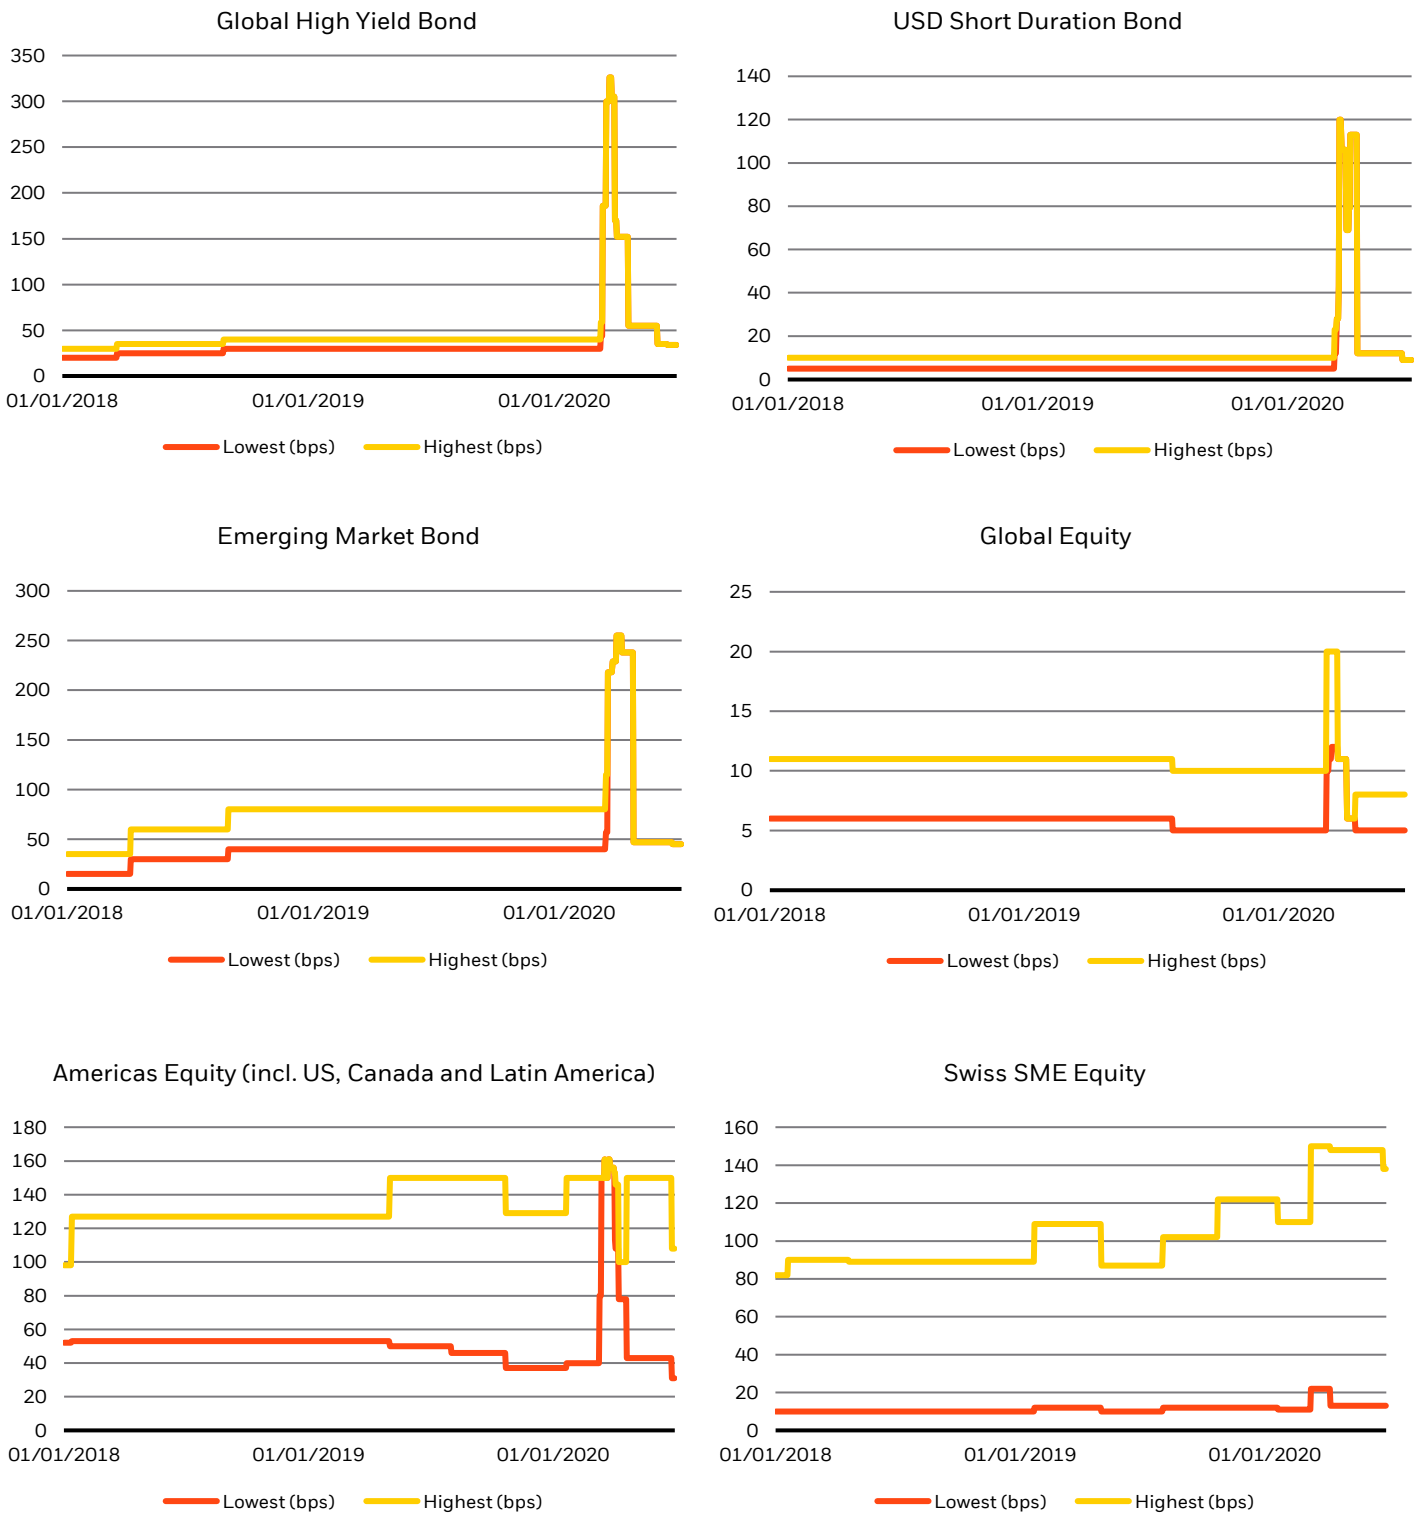 Global High Yield Bond
350
300
250
200
150
100
50
0
01/01/2018 01/01/2019 01/01/2020
Lowest (bps) Highest (bps)
USD Short Duration Bond
140
120
100
80
60
40
20
0
01/01/2018 01/01/2019 01/01/2020
Lowest (bps) Highest (bps)
Emerging Market Bond
300
250
200
150
100
50
0
01/01/2018 01/01/2019 01/01/2020
Lowest (bps) Highest (bps)
Global Equity
25
20
15
10
5
0
01/01/2018 01/01/2019 01/01/2020
Lowest (bps) Highest (bps)
Americas Equity (incl. US, Canada and Latin America)
180
160
140
120
100
80
60
40
20
0
01/01/2018 01/01/2019 01/01/2020
Lowest (bps) Highest (bps)
Swiss SME Equity
160
140
120
100
80
60
40
20
0
01/01/2018 01/01/2019 01/01/2020
Lowest (bps) Highest (bps)